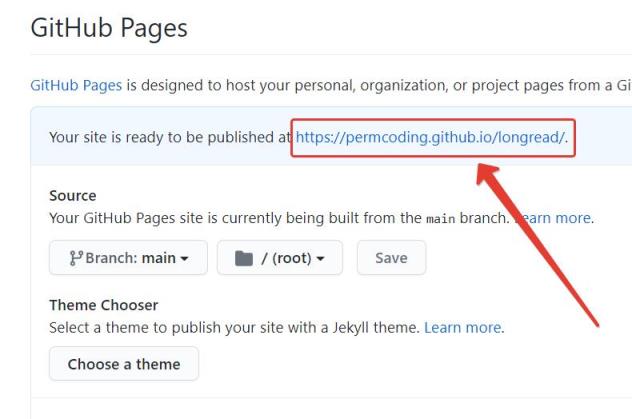 GitHub Pages
GitHub Pages is designed to host your personal, organization, or project pages from a Gi
Your site is ready to be published at https://permcoding.github.io/longread/.
Source
Your GitHub Pages site is currently being built from the main branch. Learn more.
Branch: main / (root) Save
Theme Chooser
Select a theme to publish your site with a Jekyll theme. Learn more.
Choose a theme